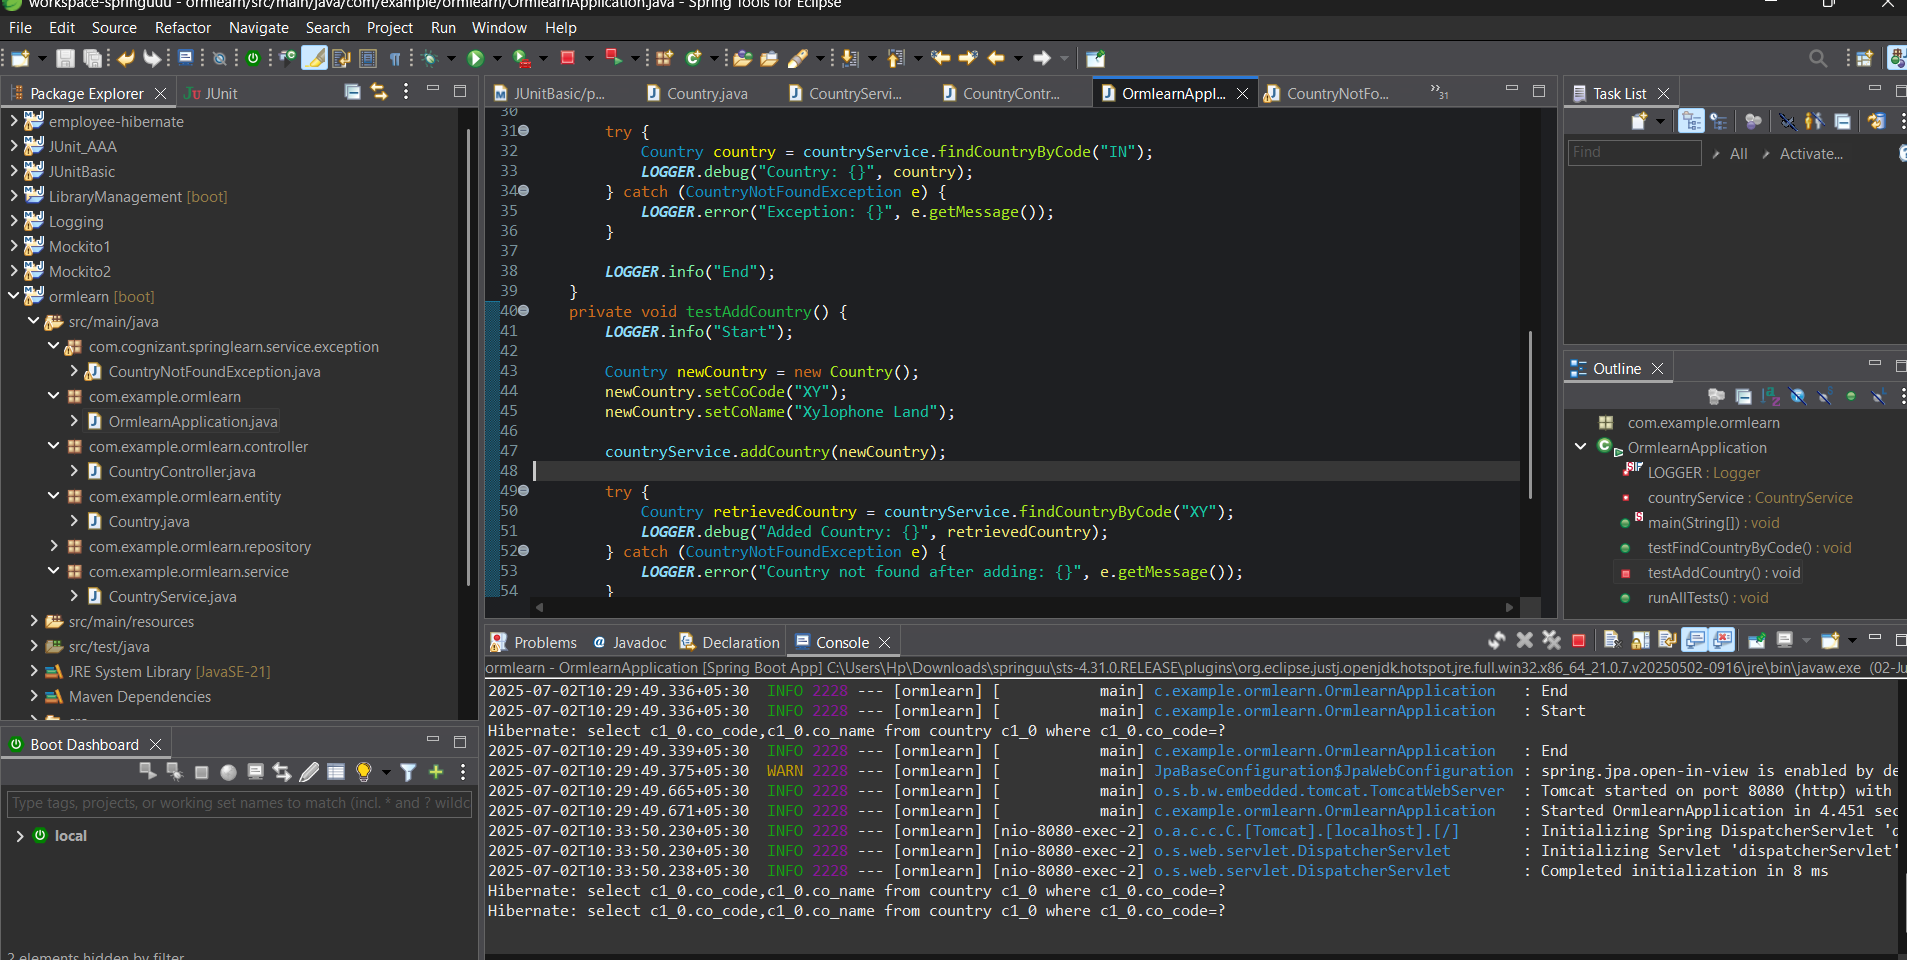 workspace-springuuu - ormlearn/src/main/java/com/example/ormlearn/OrmlearnApplication.java - Spring Tools for Eclipse
File Edit Source Refactor Navigate Search Project Run Window Help
Package Explorer
JUnit
employee-hibernate
JUnit_AAA
JUnitBasic
LibraryManagement [boot]
Logging
Mockito1
Mockito2
ormlearn [boot]
src/main/java
com.cognizant.springlearn.service.exception
CountryNotFoundException.java
com.example.ormlearn
OrmlearnApplication.java
com.example.ormlearn.controller
CountryController.java
com.example.ormlearn.entity
Country.java
com.example.ormlearn.repository
com.example.ormlearn.service
CountryService.java
src/main/resources
src/test/java
JRE System Library [JavaSE-21]
Maven Dependencies
Boot Dashboard
Type tags, projects, or working set names to match (incl. * and ? wildc
local
2 elements hidden by filter
JUnitBasic/p... Country.java CountryServi... CountryContr... OrmlearnAppl... CountryNotFo... »31
30
31 try {
32 Country country = countryService.findCountryByCode("IN");
33 LOGGER.debug("Country: {}", country);
34 } catch (CountryNotFoundException e) {
35 LOGGER.error("Exception: {}", e.getMessage());
36 }
37
38 LOGGER.info("End");
39 }
40 private void testAddCountry() {
41 LOGGER.info("Start");
42
43 Country newCountry = new Country();
44 newCountry.setCoCode("XY");
45 newCountry.setCoName("Xylophone Land");
46
47 countryService.addCountry(newCountry);
48
49 try {
50 Country retrievedCountry = countryService.findCountryByCode("XY");
51 LOGGER.debug("Added Country: {}", retrievedCountry);
52 } catch (CountryNotFoundException e) {
53 LOGGER.error("Country not found after adding: {}", e.getMessage());
54 }
Task List
Find All Activate...
Outline
com.example.ormlearn
OrmlearnApplication
LOGGER : Logger
countryService : CountryService
main(String[]) : void
testFindCountryByCode() : void
testAddCountry() : void
runAllTests() : void
Problems @ Javadoc Declaration Console
ormlearn - OrmlearnApplication [Spring Boot App] C:\Users\Hp\Downloads\springuu\sts-4.31.0.RELEASE\plugins\org.eclipse.justj.openjdk.hotspot.jre.full.win32.x86_64_21.0.7.v20250502-0916\jre\bin\javaw.exe (02-Ju
2025-07-02T10:29:49.336+05:30 INFO 2228 --- [ormlearn] [ main] c.example.ormlearn.OrmlearnApplication : End
2025-07-02T10:29:49.336+05:30 INFO 2228 --- [ormlearn] [ main] c.example.ormlearn.OrmlearnApplication : Start
Hibernate: select c1_0.co_code,c1_0.co_name from country c1_0 where c1_0.co_code=?
2025-07-02T10:29:49.339+05:30 INFO 2228 --- [ormlearn] [ main] c.example.ormlearn.OrmlearnApplication : End
2025-07-02T10:29:49.375+05:30 WARN 2228 --- [ormlearn] [ main] JpaBaseConfiguration$JpaWebConfiguration : spring.jpa.open-in-view is enabled by de
2025-07-02T10:29:49.665+05:30 INFO 2228 --- [ormlearn] [ main] o.s.b.w.embedded.tomcat.TomcatWebServer : Tomcat started on port 8080 (http) with
2025-07-02T10:29:49.671+05:30 INFO 2228 --- [ormlearn] [ main] c.example.ormlearn.OrmlearnApplication : Started OrmlearnApplication in 4.451 sec
2025-07-02T10:33:50.230+05:30 INFO 2228 --- [ormlearn] [nio-8080-exec-2] o.a.c.c.C.[Tomcat].[localhost].[/] : Initializing Spring DispatcherServlet 'd
2025-07-02T10:33:50.230+05:30 INFO 2228 --- [ormlearn] [nio-8080-exec-2] o.s.web.servlet.DispatcherServlet : Initializing Servlet 'dispatcherServlet'
2025-07-02T10:33:50.238+05:30 INFO 2228 --- [ormlearn] [nio-8080-exec-2] o.s.web.servlet.DispatcherServlet : Completed initialization in 8 ms
Hibernate: select c1_0.co_code,c1_0.co_name from country c1_0 where c1_0.co_code=?
Hibernate: select c1_0.co_code,c1_0.co_name from country c1_0 where c1_0.co_code=?